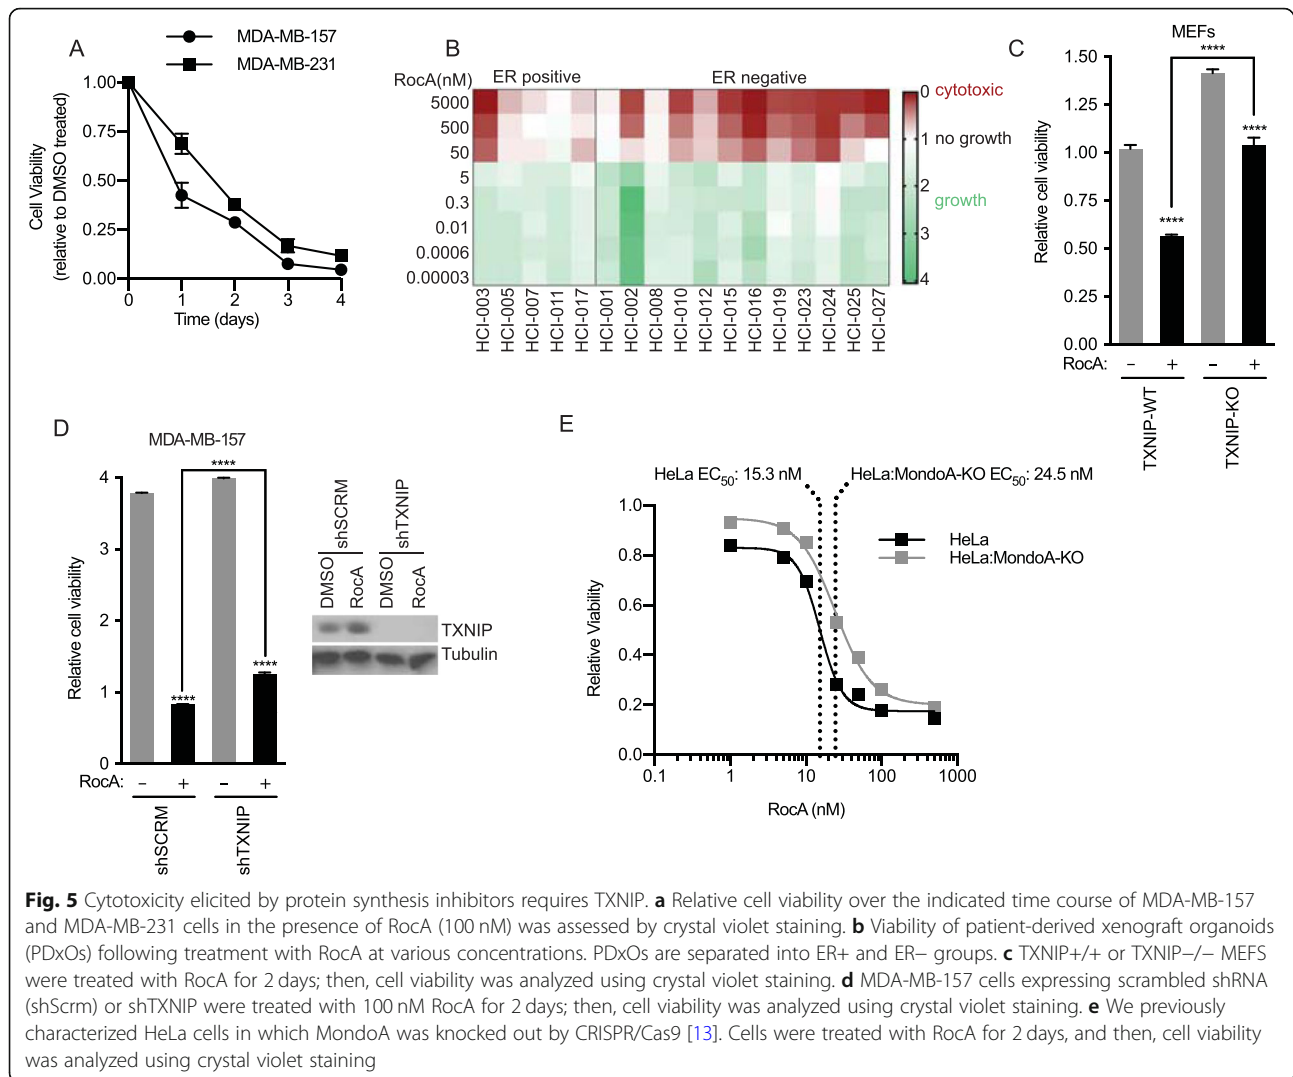 A
MDA-MB-157
MDA-MB-231
1.00
0.75
0.50
0.25
0.00
Cell Viability
(relative to DMSO treated)
0 1 2 3 4
Time (days)
B
RocA(nM)
ER positive
ER negative
5000
500
50
5
0.3
0.01
0.0006
0.00003
HCI-003
HCI-005
HCI-007
HCI-011
HCI-017
HCI-001
HCI-002
HCI-008
HCI-010
HCI-012
HCI-015
HCI-016
HCI-019
HCI-023
HCI-024
HCI-025
HCI-027
0 cytotoxic
1 no growth
2
growth
3
4
C
MEFs
1.50
1.25
1.00
0.75
0.50
0.25
0.00
Relative cell viability
****
****
****
RocA: – + – +
TXNIP-WT
TXNIP-KO
D
MDA-MB-157
4
3
2
1
0
Relative cell viability
****
****
****
RocA: – + – +
shSCRM
shTXNIP
shSCRM
shTXNIP
DMSO
RocA
DMSO
RocA
TXNIP
Tubulin
E
HeLa EC50: 15.3 nM
HeLa:MondoA-KO EC50: 24.5 nM
HeLa
HeLa:MondoA-KO
1.0
0.8
0.6
0.4
0.2
0.0
Relative Viability
0.1 1 10 100 1000
RocA (nM)
Fig. 5 Cytotoxicity elicited by protein synthesis inhibitors requires TXNIP. a Relative cell viability over the indicated time course of MDA-MB-157
and MDA-MB-231 cells in the presence of RocA (100 nM) was assessed by crystal violet staining. b Viability of patient-derived xenograft organoids
(PDxOs) following treatment with RocA at various concentrations. PDxOs are separated into ER+ and ER− groups. c TXNIP+/+ or TXNIP−/− MEFS
were treated with RocA for 2 days; then, cell viability was analyzed using crystal violet staining. d MDA-MB-157 cells expressing scrambled shRNA
(shScrm) or shTXNIP were treated with 100 nM RocA for 2 days; then, cell viability was analyzed using crystal violet staining. e We previously
characterized HeLa cells in which MondoA was knocked out by CRISPR/Cas9 [13]. Cells were treated with RocA for 2 days, and then, cell viability
was analyzed using crystal violet staining